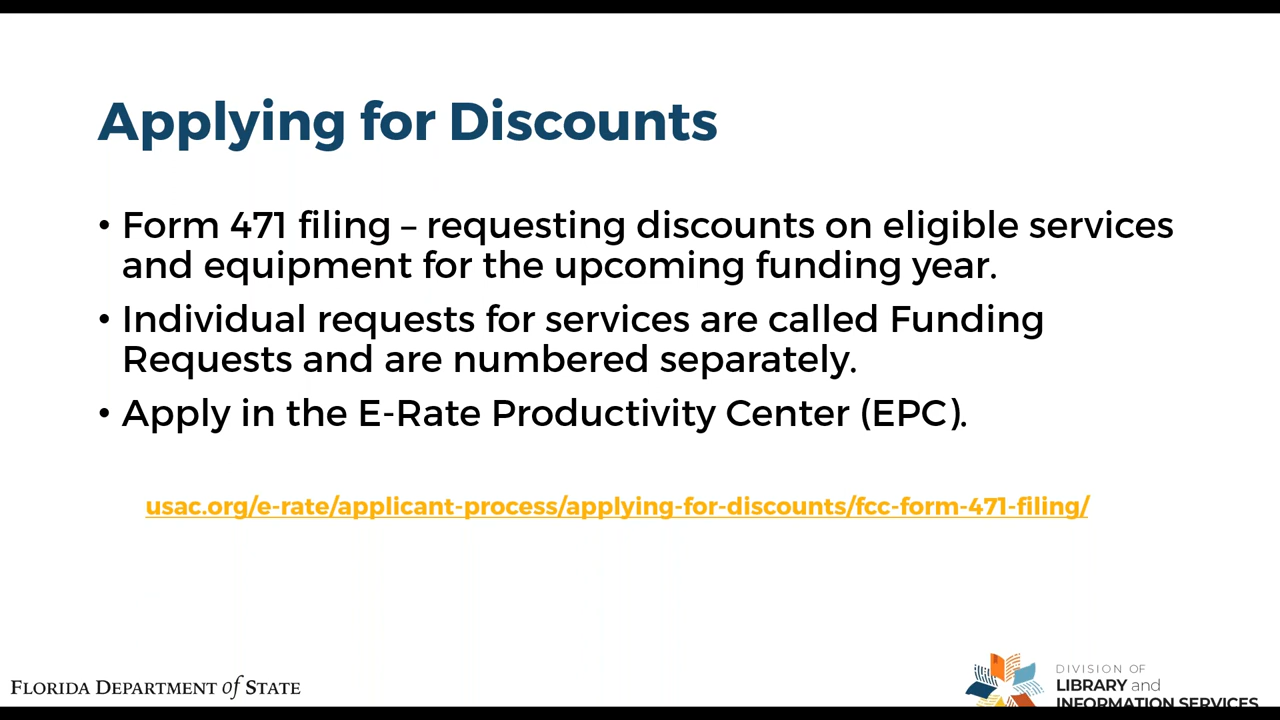 Applying for Discounts
• Form 471 filing – requesting discounts on eligible services
and equipment for the upcoming funding year.
• Individual requests for services are called Funding
Requests and are numbered separately.
• Apply in the E-Rate Productivity Center (EPC).
usac.org/e-rate/applicant-process/applying-for-discounts/fcc-form-471-filing/
FLORIDA DEPARTMENT of STATE
DIVISION OF
LIBRARY and
INFORMATION SERVICES